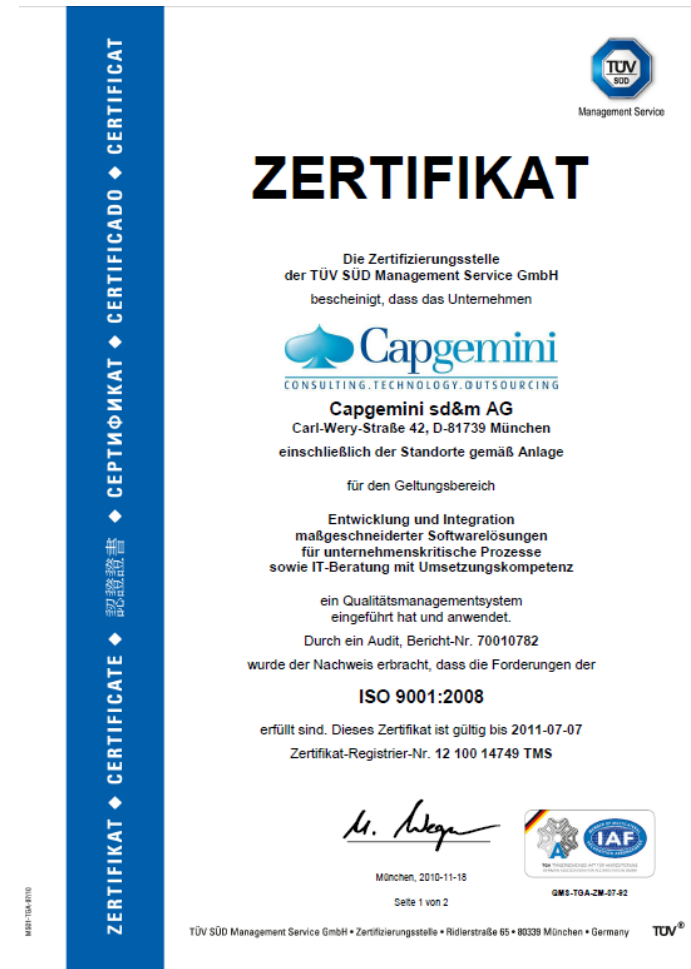 ZERTIFIKAT ◆ CERTIFICATE ◆ 認證證書 ◆ СЕРТИФИКАТ ◆ CERTIFICADO ◆ CERTIFICAT
TÜV
SÜD
Management Service
ZERTIFIKAT
Die Zertifizierungsstelle
der TÜV SÜD Management Service GmbH
bescheinigt, dass das Unternehmen
Capgemini
CONSULTING.TECHNOLOGY.OUTSOURCING
Capgemini sd&m AG
Carl-Wery-Straße 42, D-81739 München
einschließlich der Standorte gemäß Anlage
für den Geltungsbereich
Entwicklung und Integration
maßgeschneiderter Softwarelösungen
für unternehmenskritische Prozesse
sowie IT-Beratung mit Umsetzungskompetenz
ein Qualitätsmanagementsystem
eingeführt hat und anwendet.
Durch ein Audit, Bericht-Nr. 70010782
wurde der Nachweis erbracht, dass die Forderungen der
ISO 9001:2008
erfüllt sind. Dieses Zertifikat ist gültig bis 2011-07-07
Zertifikat-Registrier-Nr. 12 100 14749 TMS
M. Wegner
München, 2010-11-18
Seite 1 von 2
A
IAF
GMS-TGA-ZM-07-92
TÜV SÜD Management Service GmbH • Zertifizierungsstelle • Ridlerstraße 65 • 80339 München • Germany
TÜV®